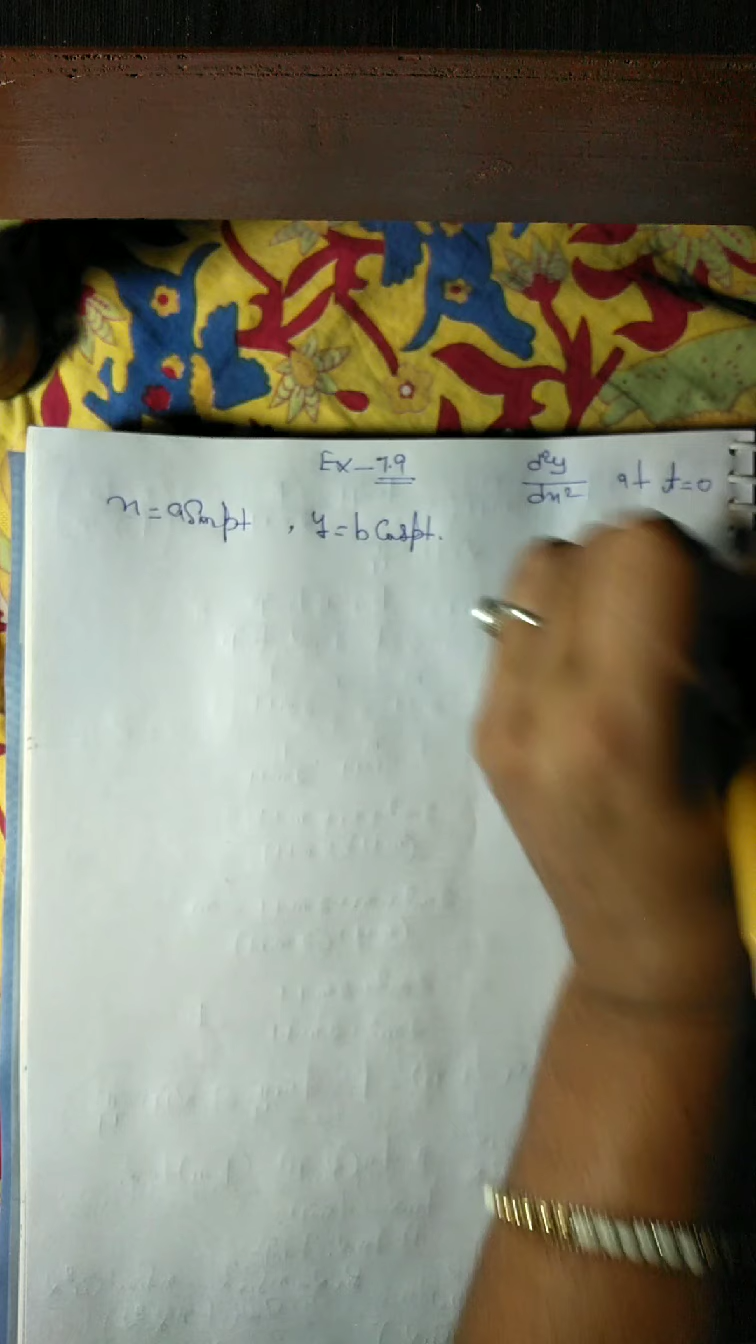 Ex - 7.9
x = a Sin pt , y = b Cos pt.
d²y/dx² at t=0